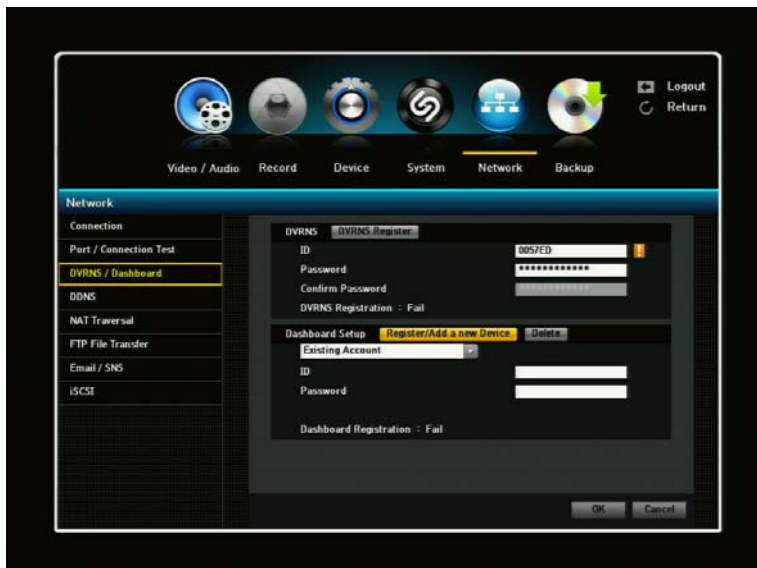 Logout
Return
Video / Audio Record Device System Network Backup
Network
Connection
Port / Connection Test
DVRNS / Dashboard
DDNS
NAT Traversal
FTP File Transfer
Email / SNS
iSCSI
DVRNS DVRNS Register
ID 0057ED !
Password ************
Confirm Password ************
DVRNS Registration : Fail
Dashboard Setup Register/Add a new Device Delete
Existing Account
ID
Password
Dashboard Registration : Fail
OK Cancel